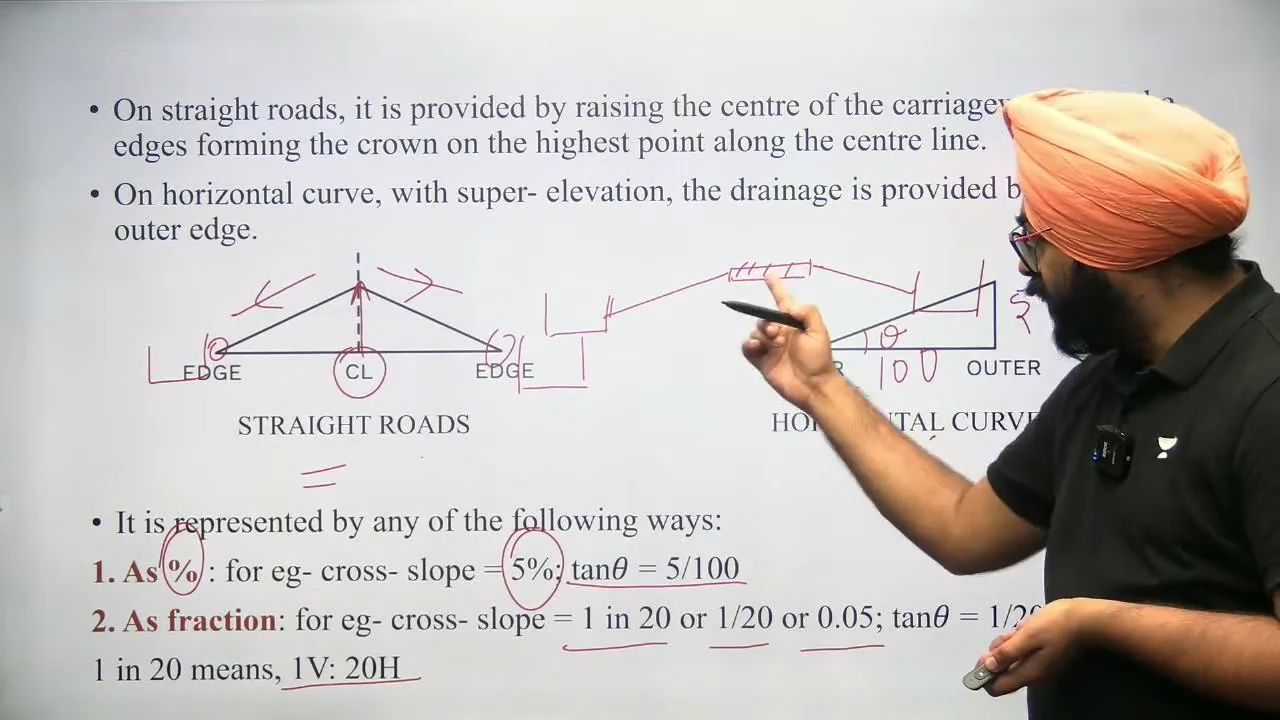 • On straight roads, it is provided by raising the centre of the
edges forming the crown on the highest point along the centre line.
• On horizontal curve, with super- elevation, the drainage is provided
outer edge.
EDGE CL EDGE OUTER
100
θ
STRAIGHT ROADS
CURVE
• It is represented by any of the following ways:
1. As % : for eg- cross- slope = 5%; tanθ = 5/100
2. As fraction: for eg- cross- slope = 1 in 20 or 1/20 or 0.05; tanθ =
1 in 20 means, 1V: 20H